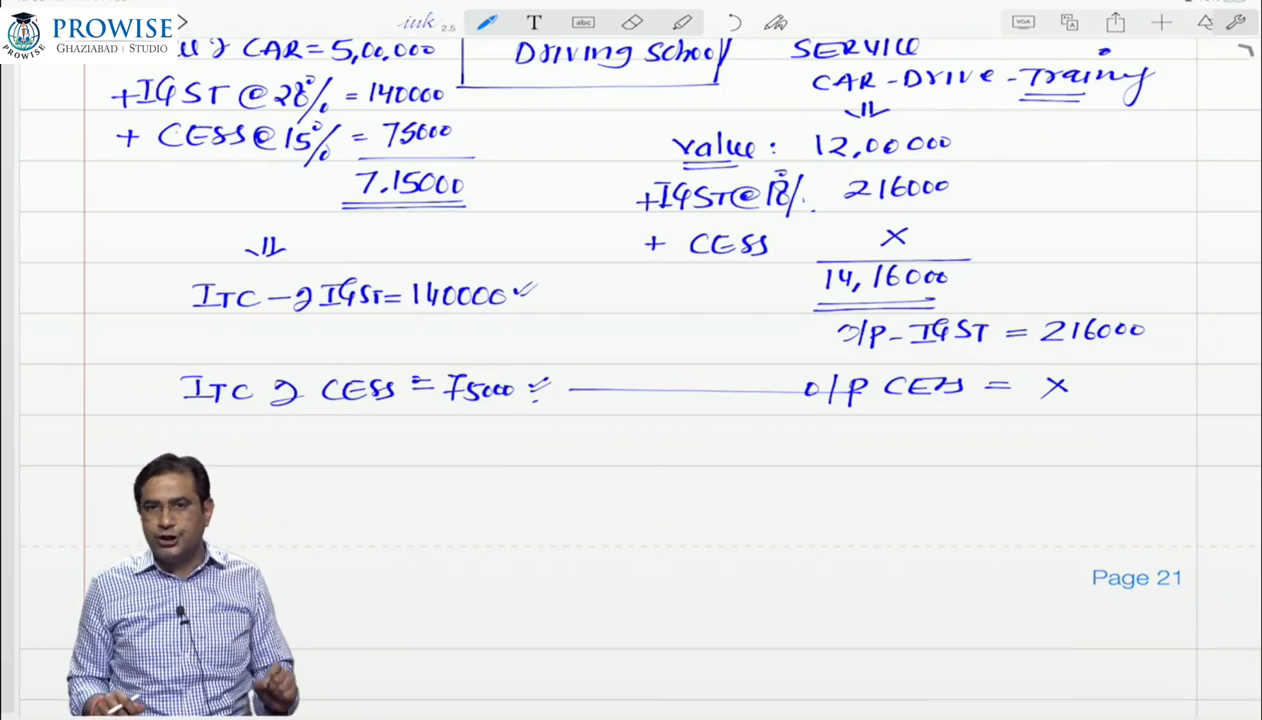 PROWISE
GHAZIABAD | STUDIO
PROWISE
ink 2.5
T
abc
VGA
CAR = 5,00,000
+ IGST @ 28% = 140000
+ CESS @ 15% = 75000
7,15000
ITC - of IGST = 140000 ✓
ITC of CESS = 75000 ✓
Driving School
SERVICE
CAR - Drive - Training
value : 12,00000
+ IGST @ 18% 216000
+ CESS X
14,16000
o/p - IGST = 216000
o/p CESS = X
Page 21